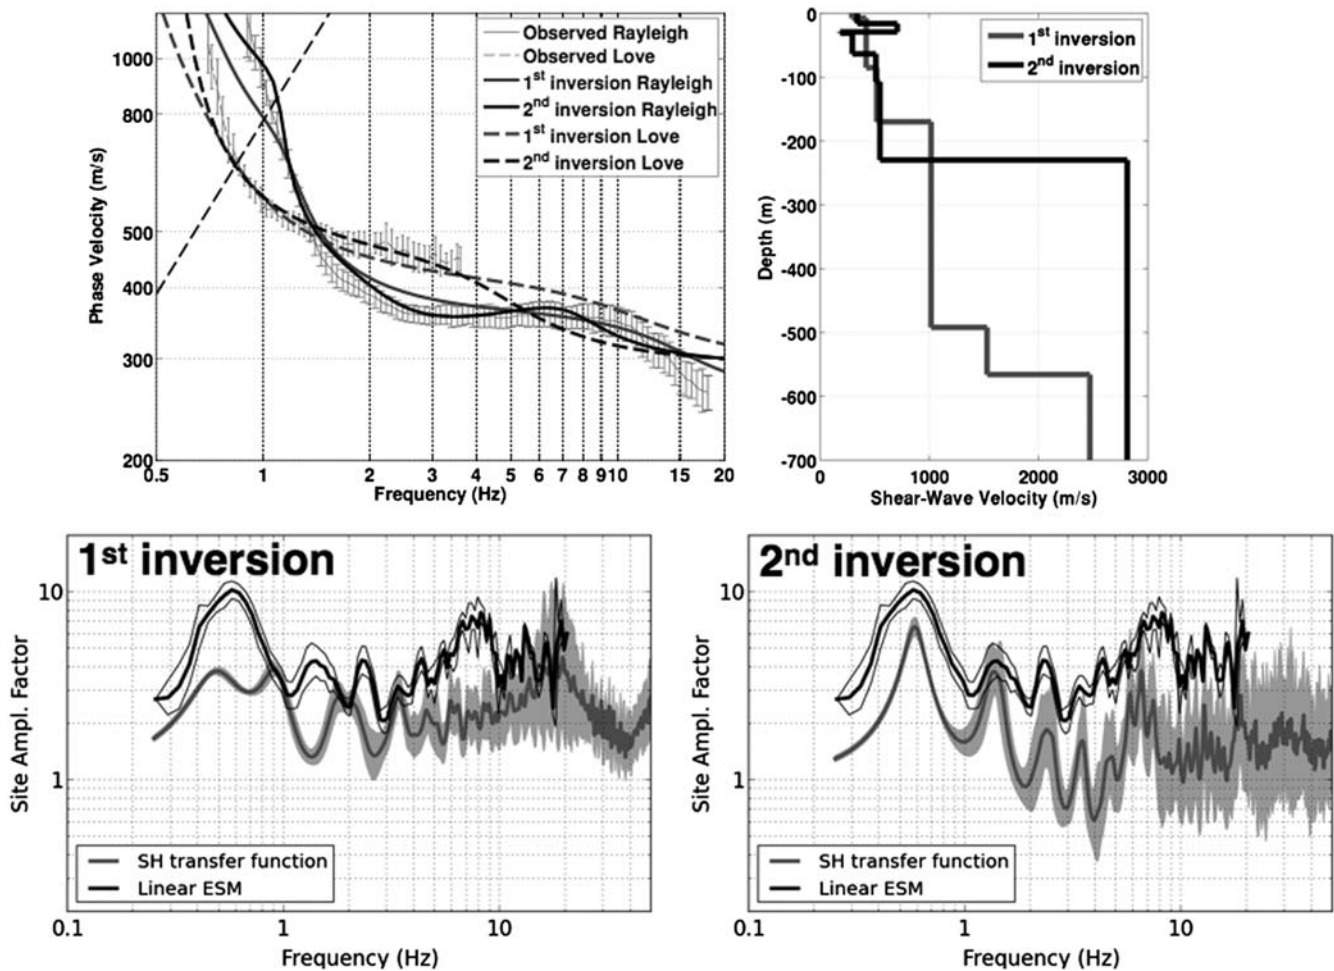 Phase Velocity (m/s)
1000
800
500
400
300
200
0.5 1 2 3 4 5 6 7 8 9 10 15 20
Frequency (Hz)
Observed Rayleigh
Observed Love
1st inversion Rayleigh
2nd inversion Rayleigh
1st inversion Love
2nd inversion Love
Depth (m)
0
-100
-200
-300
-400
-500
-600
-700
0 1000 2000 3000
Shear-Wave Velocity (m/s)
1st inversion
2nd inversion
1st inversion
Site Ampl. Factor
10
1
SH transfer function
Linear ESM
0.1 1 10
Frequency (Hz)
2nd inversion
Site Ampl. Factor
10
1
SH transfer function
Linear ESM
0.1 1 10
Frequency (Hz)